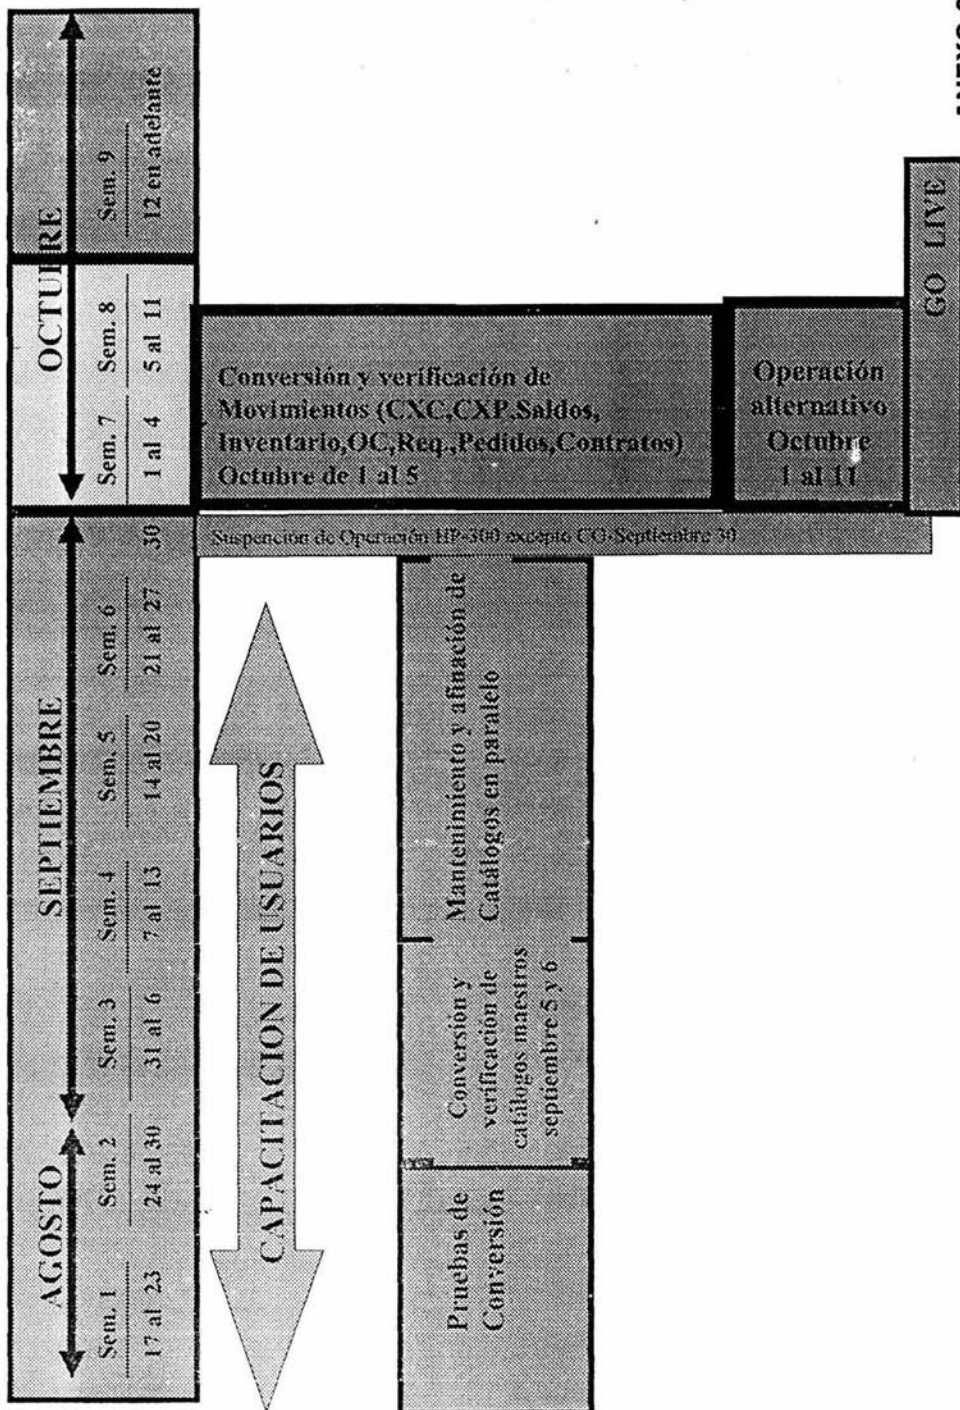 ANEXO
AGOSTO
SEPTIEMBRE
OCTUBRE
Sem. 1
Sem. 2
Sem. 3
Sem. 4
Sem. 5
Sem. 6
Sem. 7
Sem. 8
Sem. 9
17 al 23
24 al 30
31 al 6
7 al 13
14 al 20
21 al 27
30
1 al 4
5 al 11
12 en adelante
CAPACITACION DE USUARIOS
Conversión y verificación de
Movimientos (CXC,CXP.Saldos,
Inventario,OC,Req.,Pedidos,Contratos)
Octubre de 1 al 5
Operación
alternativo
Octubre
1 al 11
GO LIVE
Suspención de Operación HP-300 excepto CG-Septiembre 30
Pruebas de
Conversión
Conversión y
verificación de
catálogos maestros
septiembre 5 y 6
Mantenimiento y afinación de
Catálogos en paralelo